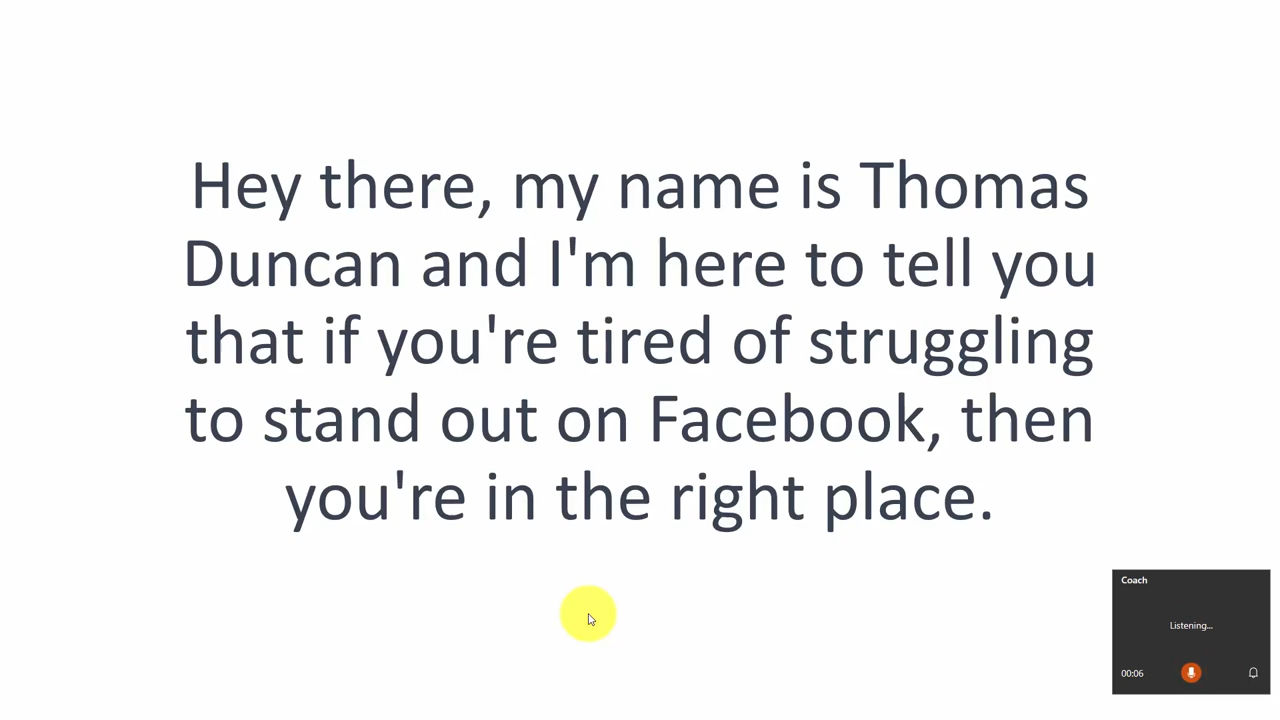 Hey there, my name is Thomas
Duncan and I'm here to tell you
that if you're tired of struggling
to stand out on Facebook, then
you're in the right place.
Coach
Listening...
00:06